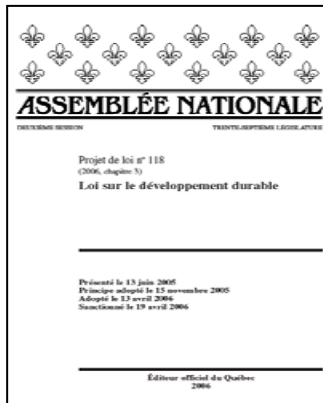 ASSEMBLÉE NATIONALE
DEUXIÈME SESSION TRENTE-SEPTIÈME LÉGISLATURE
Projet de loi nº 118
(2006, chapitre 3)
Loi sur le développement durable
Présenté le 13 juin 2005
Principe adopté le 15 novembre 2005
Adopté le 13 avril 2006
Sanctionné le 19 avril 2006
Éditeur officiel du Québec
2006